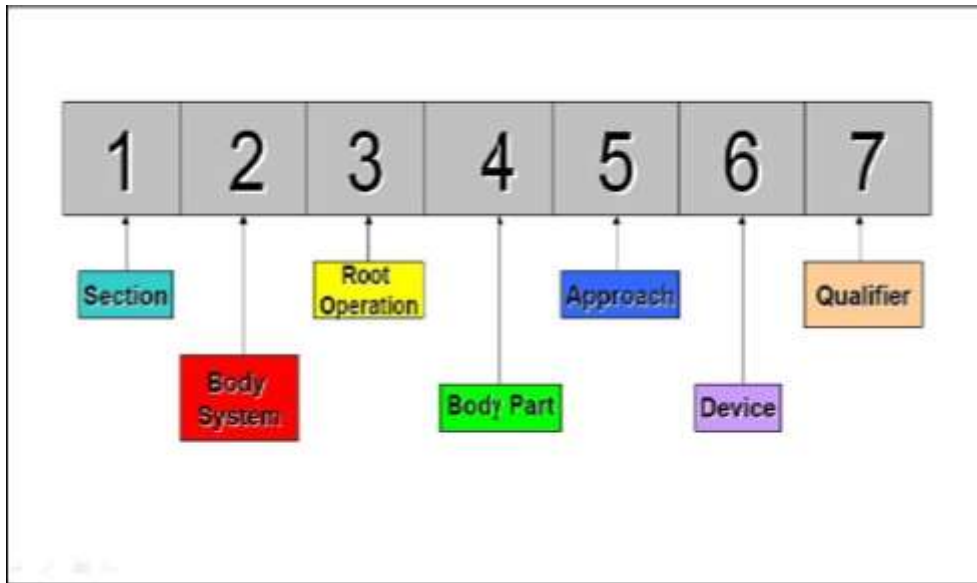 1 2 3 4 5 6 7
Section
Body
System
Root
Operation
Body Part
Approach
Device
Qualifier